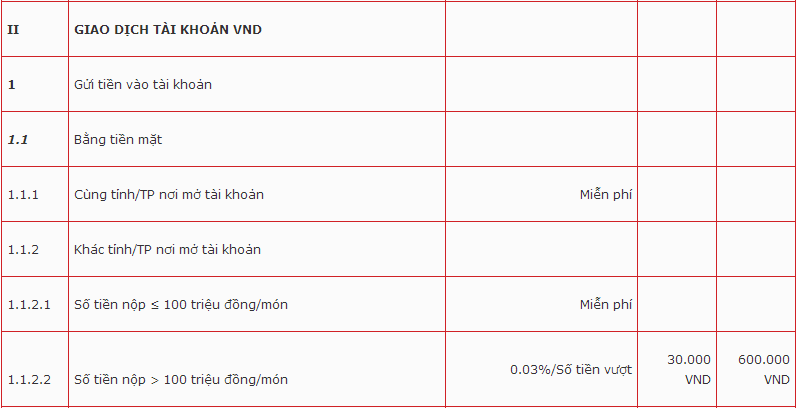 II GIAO DỊCH TÀI KHOẢN VND
1 Gửi tiền vào tài khoản
1.1 Bằng tiền mặt
1.1.1 Cùng tỉnh/TP nơi mở tài khoản Miễn phí
1.1.2 Khác tỉnh/TP nơi mở tài khoản
1.1.2.1 Số tiền nộp ≤ 100 triệu đồng/món Miễn phí
1.1.2.2 Số tiền nộp > 100 triệu đồng/món 0.03%/Số tiền vượt 30.000 VND 600.000 VND